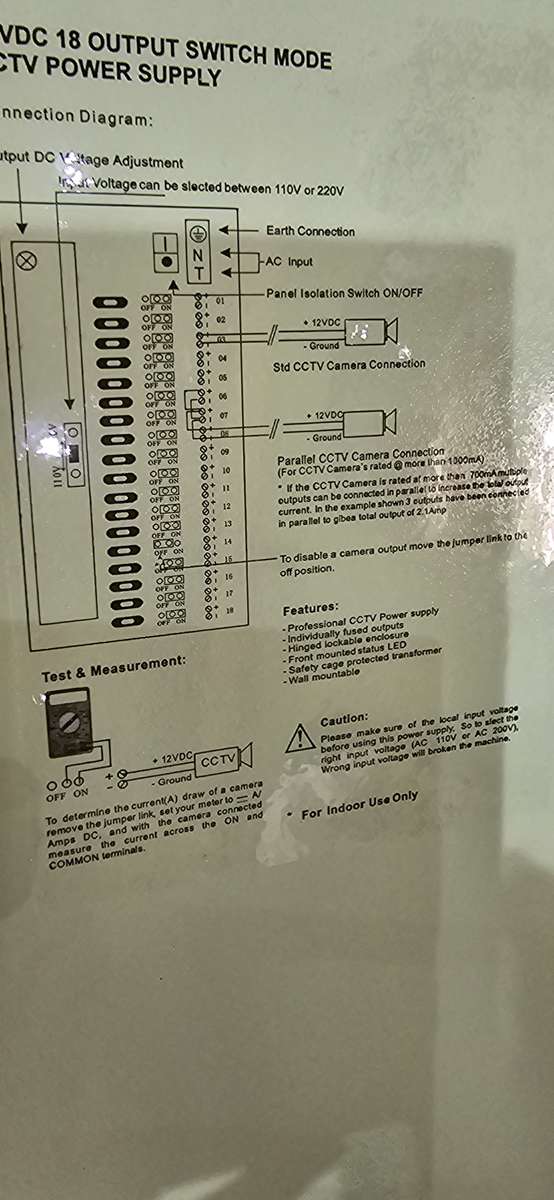 VDC 18 OUTPUT SWITCH MODE
CTV POWER SUPPLY
nnection Diagram:
utput DC Voltage Adjustment
Input Voltage can be slected between 110V or 220V
Earth Connection
N
T
AC Input
Panel Isolation Switch ON/OFF
OFF ON
+
-
01
02
03
04
05
06
07
08
09
10
11
12
13
14
15
16
17
18
+ 12VDC
- Ground
Std CCTV Camera Connection
+ 12VDC
- Ground
110V
Parallel CCTV Camera Connection
(For CCTV Camera's rated @ more than 1000mA)
* If the CCTV Camera is rated at more than 700mA multiple
outputs can be connected in parallel to increase the total output
current. In the example shown 3 outputs have been connected
in parallel to gibea total output of 2.1Amp
To disable a camera output move the jumper link to the
off position.
Features:
- Professional CCTV Power supply
- Individually fused outputs
- Hinged lockable enclosure
- Front mounted status LED
- Safety cage protected transformer
- Wall mountable
Test & Measurement:
+ 12VDC
- Ground
CCTV
+
-
OFF ON
To determine the current(A) draw of a camera
remove the jumper link, set your meter to ⎓ A/
Amps DC, and with the camera connected
measure the current across the ON and
COMMON terminals.
Caution:
Please make sure of the local input voltage
before using this power supply. So to slect the
right input voltage (AC 110V or AC 200V),
Wrong input voltage will broken the machine.
* For Indoor Use Only